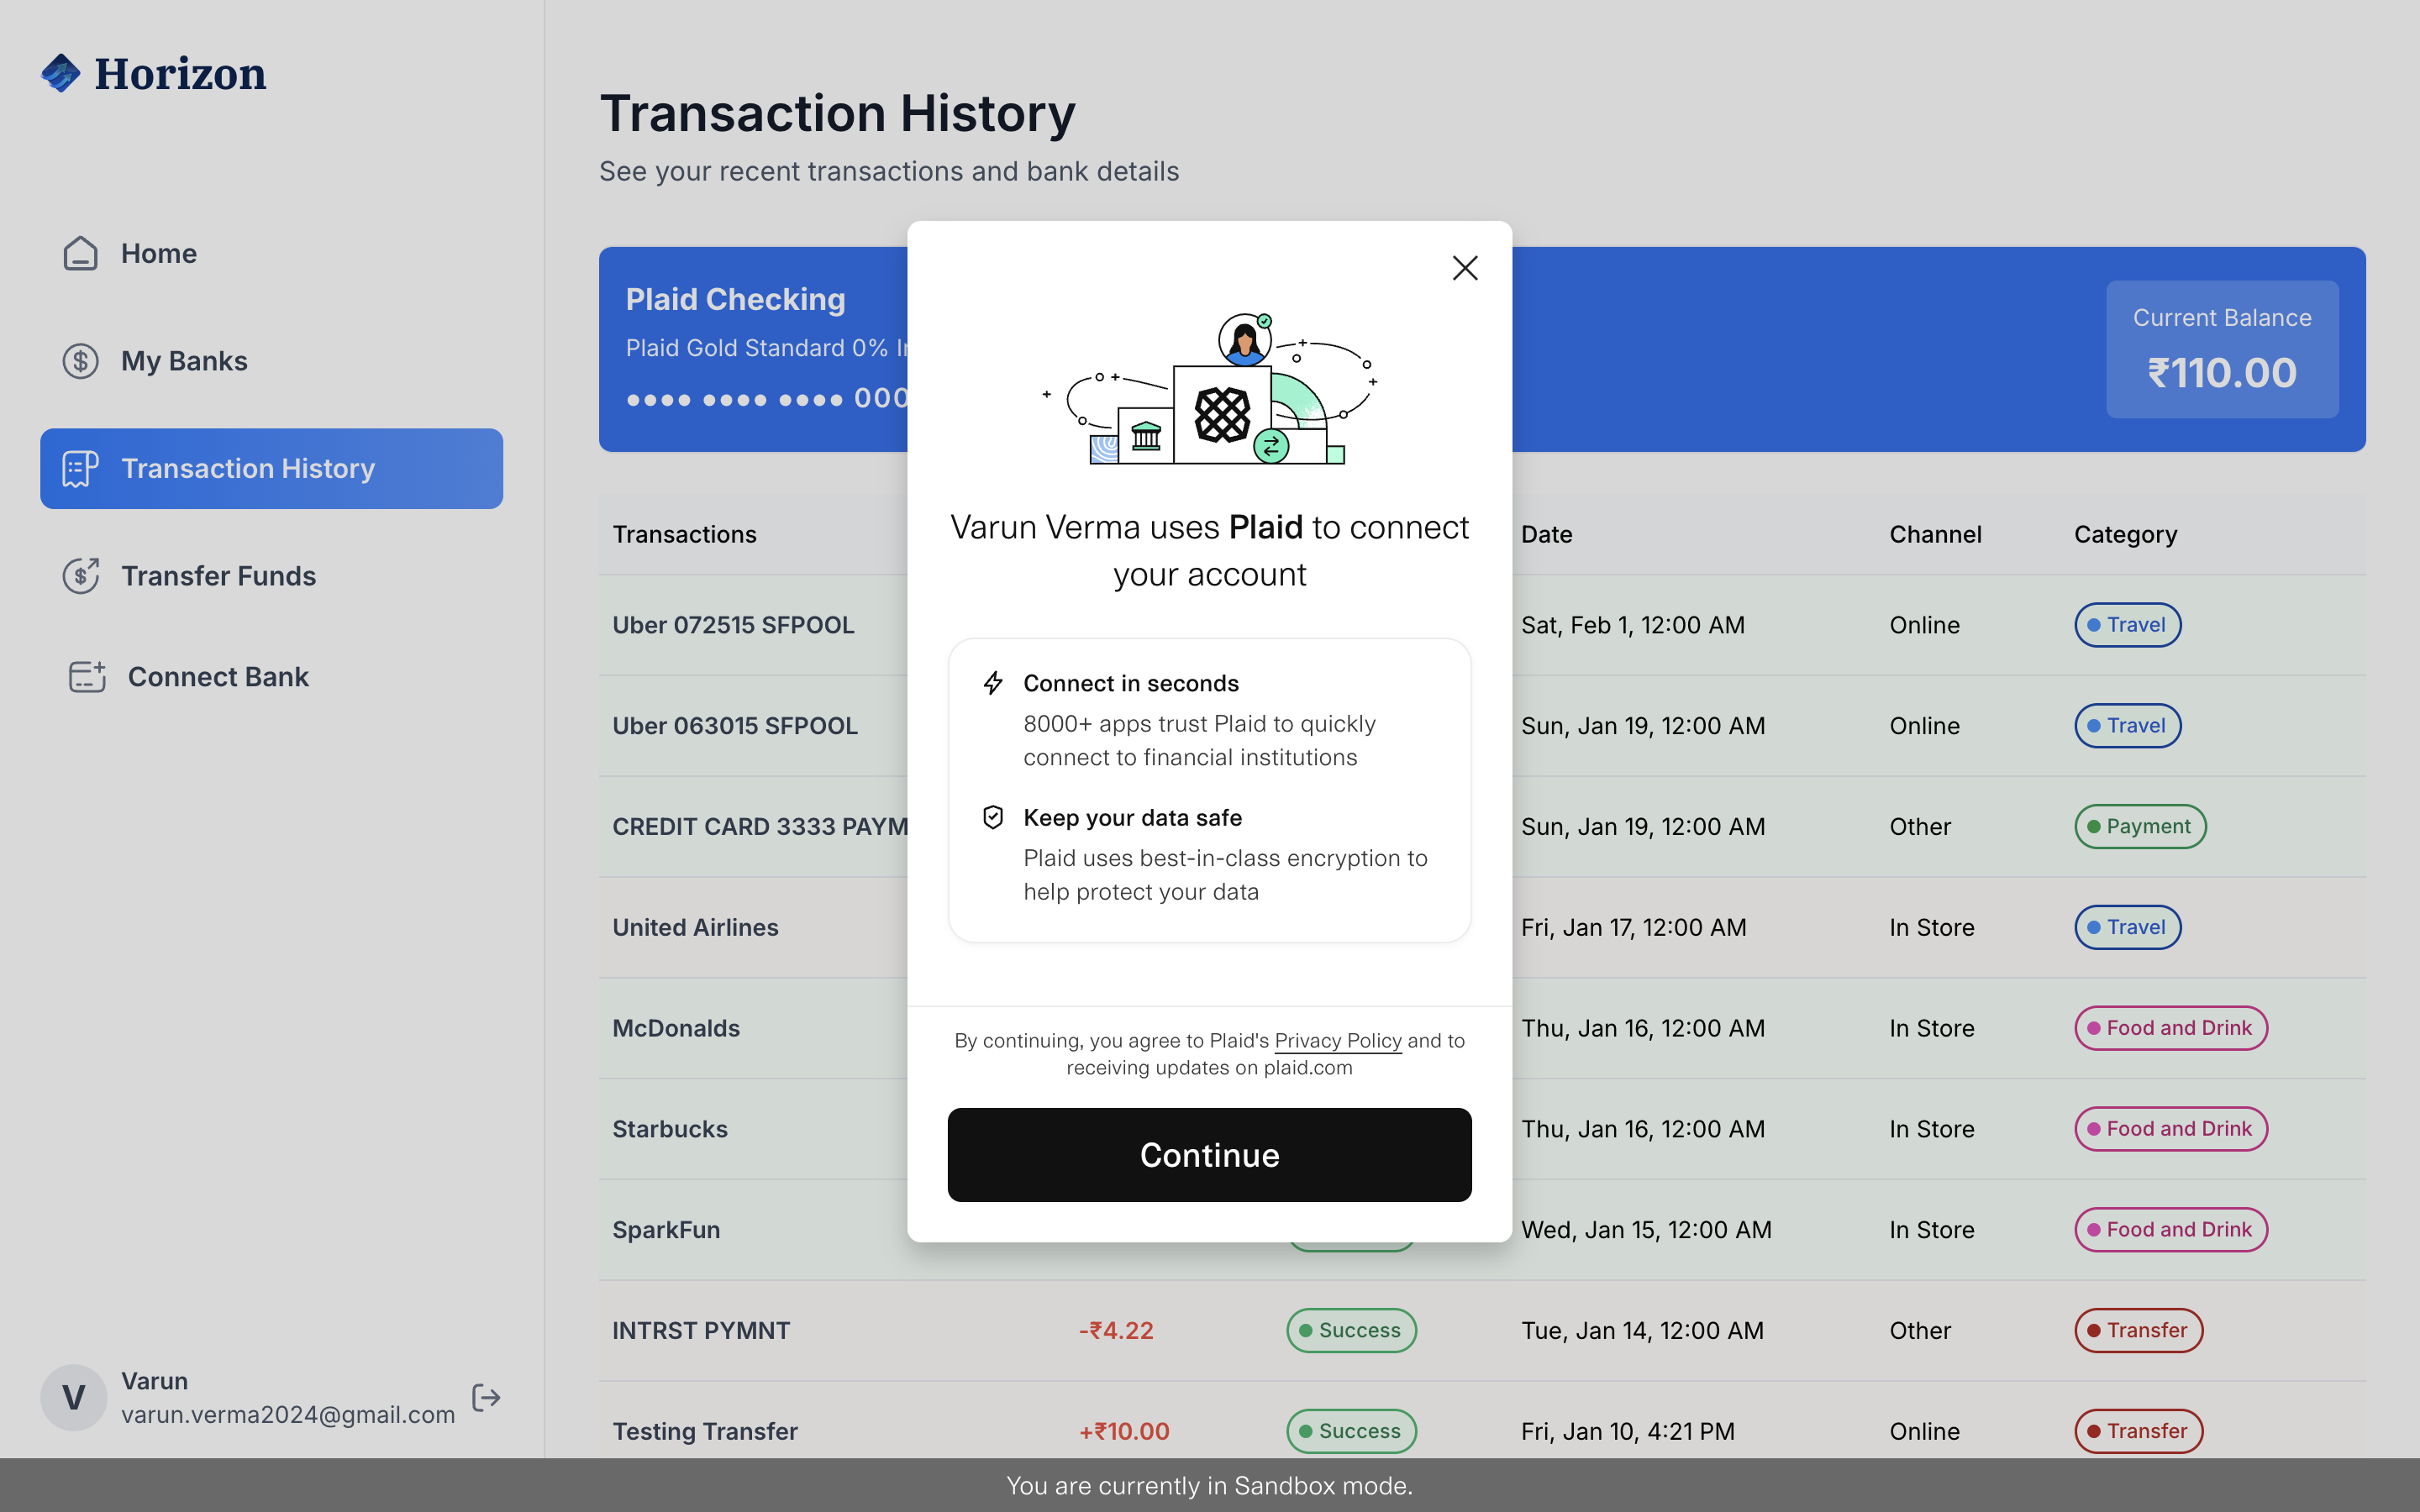 Horizon
Home
My Banks
Transaction History
Transfer Funds
Connect Bank
V
Varun
varun.verma2024@gmail.com
Transaction History
See your recent transactions and bank details
Plaid Checking
Plaid Gold Standard 0%
●●●● ●●●● ●●●● 000
Current Balance
₹110.00
Transactions Date Channel Category
Uber 072515 SFPOOL Sat, Feb 1, 12:00 AM Online Travel
Uber 063015 SFPOOL Sun, Jan 19, 12:00 AM Online Travel
CREDIT CARD 3333 PAYM Sun, Jan 19, 12:00 AM Other Payment
United Airlines Fri, Jan 17, 12:00 AM In Store Travel
McDonalds Thu, Jan 16, 12:00 AM In Store Food and Drink
Starbucks Thu, Jan 16, 12:00 AM In Store Food and Drink
SparkFun Wed, Jan 15, 12:00 AM In Store Food and Drink
INTRST PYMNT -₹4.22 Success Tue, Jan 14, 12:00 AM Other Transfer
Testing Transfer +₹10.00 Success Fri, Jan 10, 4:21 PM Online Transfer
Varun Verma uses Plaid to connect
your account
Connect in seconds
8000+ apps trust Plaid to quickly
connect to financial institutions
Keep your data safe
Plaid uses best-in-class encryption to
help protect your data
By continuing, you agree to Plaid's Privacy Policy and to
receiving updates on plaid.com
Continue
You are currently in Sandbox mode.